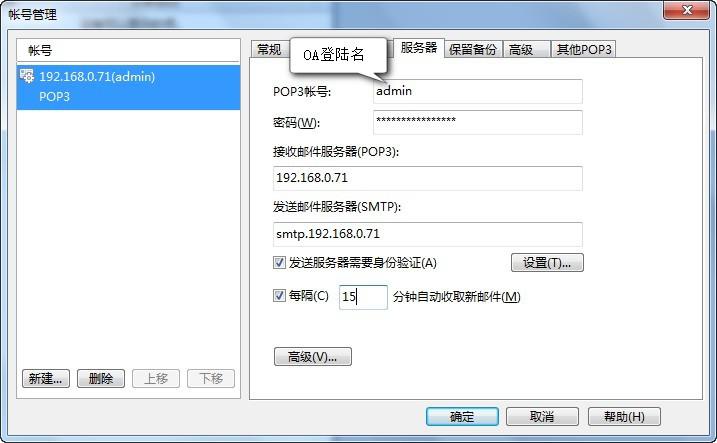 帐号管理
帐号
192.168.0.71(admin)
POP3
新建...
删除
上移
下移
常规
OA登陆名
服务器
保留备份
高级
其他POP3
POP3帐号:
admin
密码(W):
****************
接收邮件服务器(POP3):
192.168.0.71
发送邮件服务器(SMTP):
smtp.192.168.0.71
发送服务器需要身份验证(A)
设置(T)...
每隔(C) 15 分钟自动收取新邮件(M)
高级(V)...
确定
取消
帮助(H)